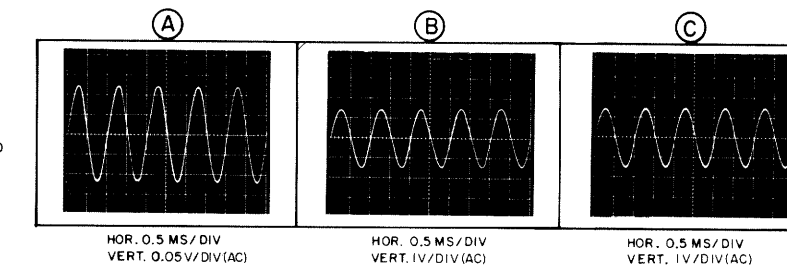 A
B
C
HOR. 0.5 MS/DIV
VERT. 0.05V/DIV(AC)
HOR. 0.5 MS/DIV
VERT. 1V/DIV(AC)
HOR. 0.5 MS/DIV
VERT. 1V/DIV(AC)